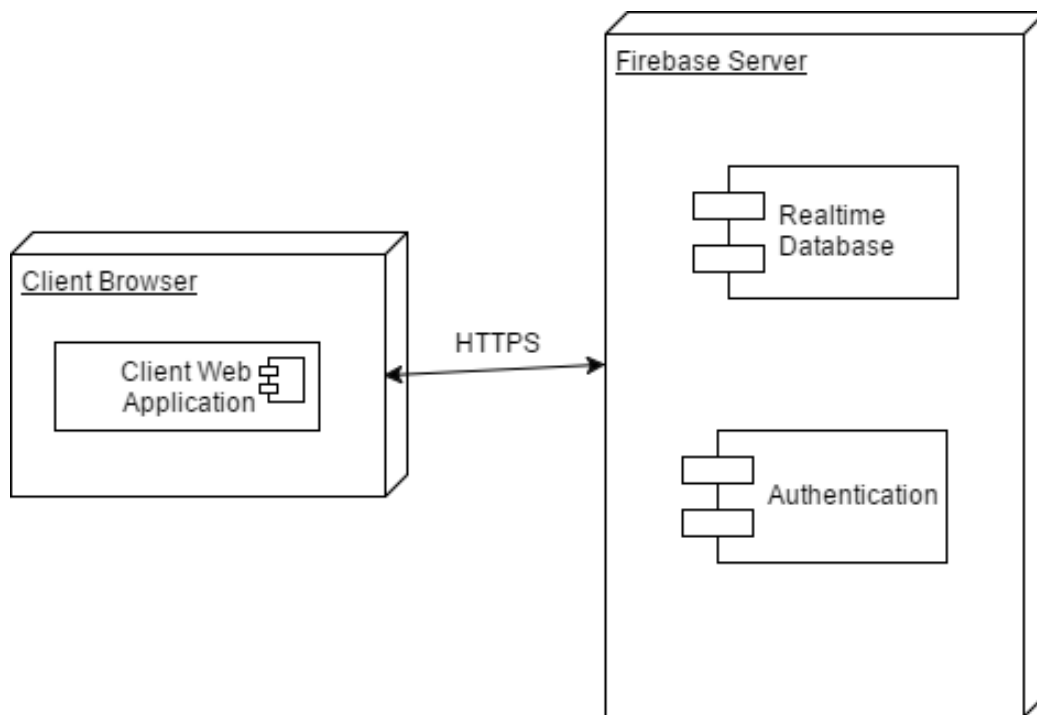 Firebase Server
Realtime
Database
Client Browser
HTTPS
Client Web
Application
Authentication